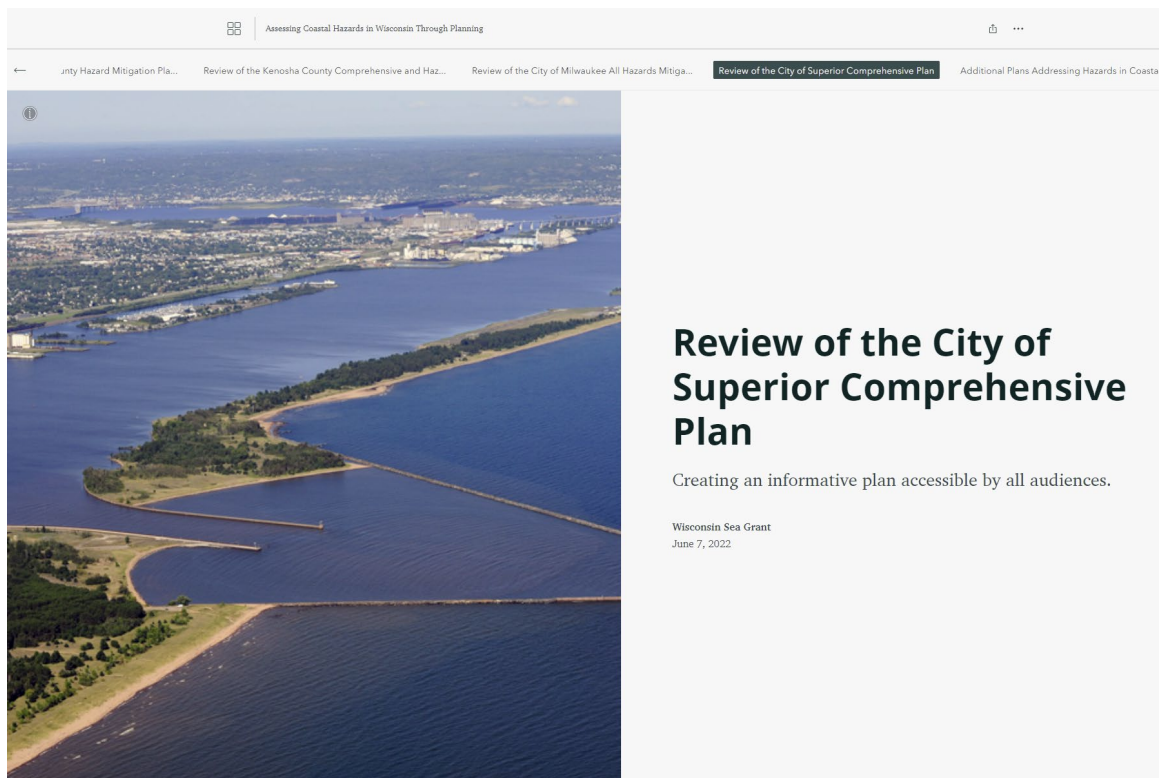 Assessing Coastal Hazards in Wisconsin Through Planning
unty Hazard Mitigation Pla...
Review of the Kenosha County Comprehensive and Haz...
Review of the City of Milwaukee All Hazards Mitiga...
Review of the City of Superior Comprehensive Plan
Additional Plans Addressing Hazards in Coasta
Review of the City of
Superior Comprehensive
Plan
Creating an informative plan accessible by all audiences.
Wisconsin Sea Grant
June 7, 2022